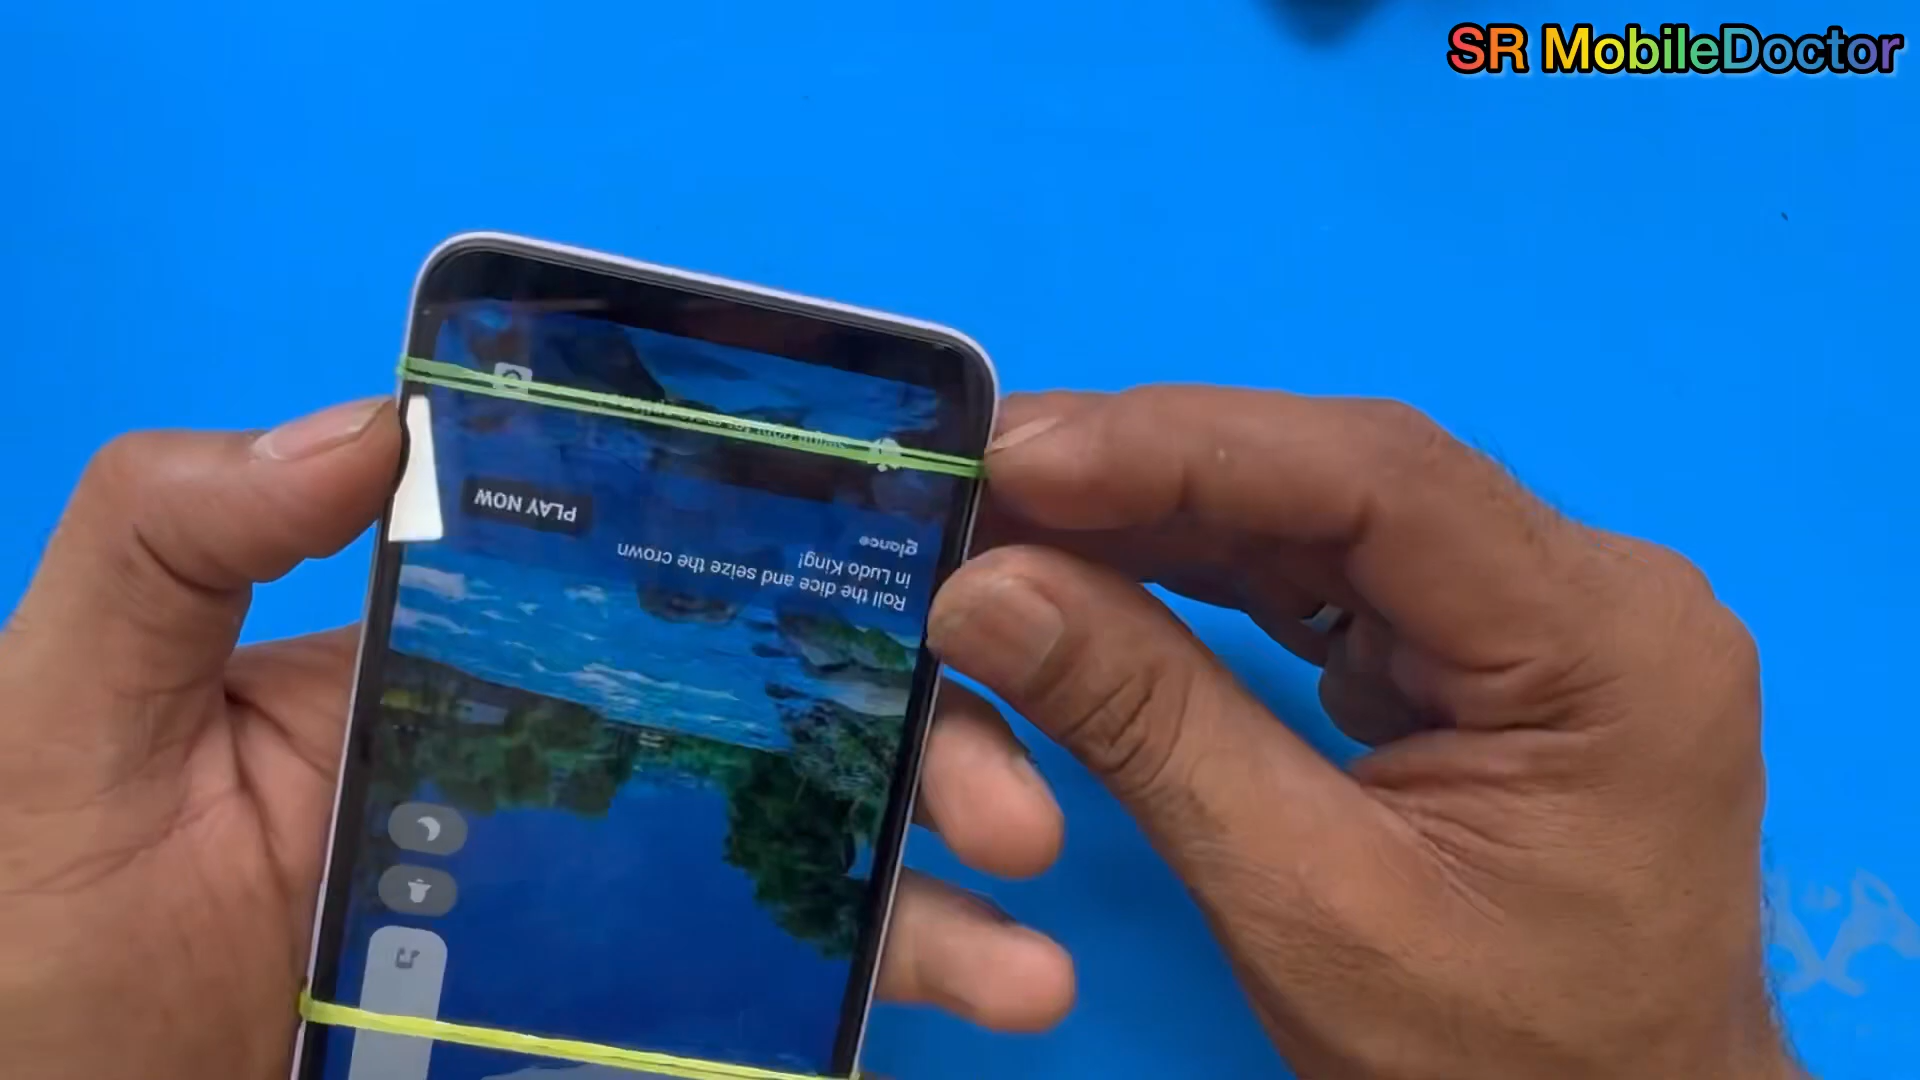 SR MobileDoctor
Roll the dice and seize the crown
in Ludo King!
glance
PLAY NOW